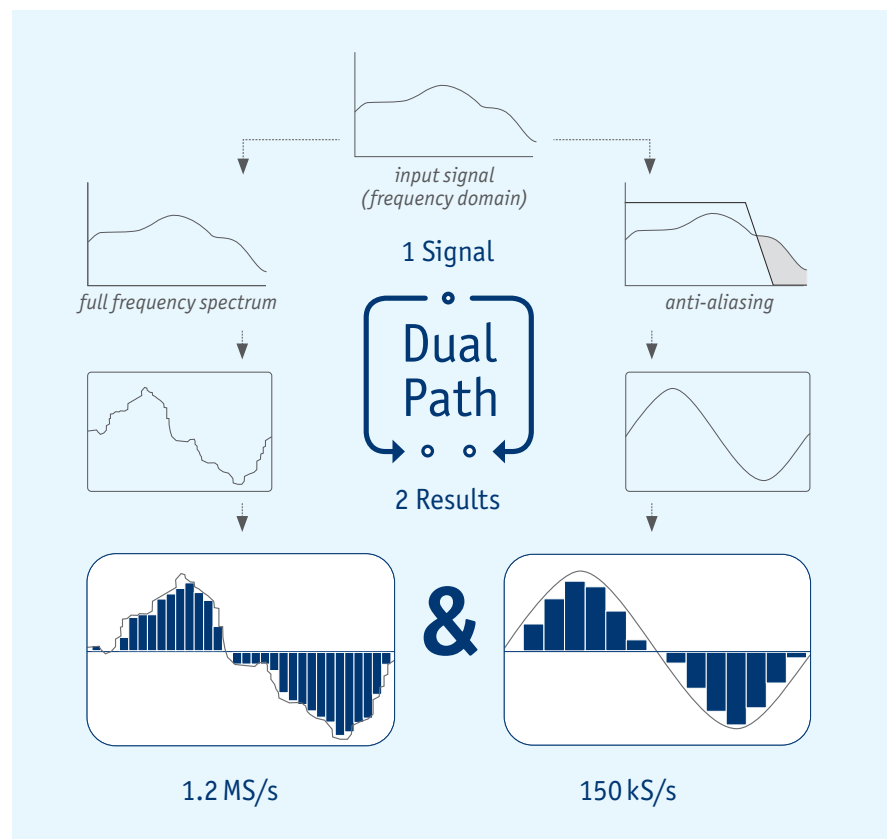 input signal
(frequency domain)
1 Signal
full frequency spectrum
anti-aliasing
Dual
Path
2 Results
&
1.2 MS/s
150 kS/s